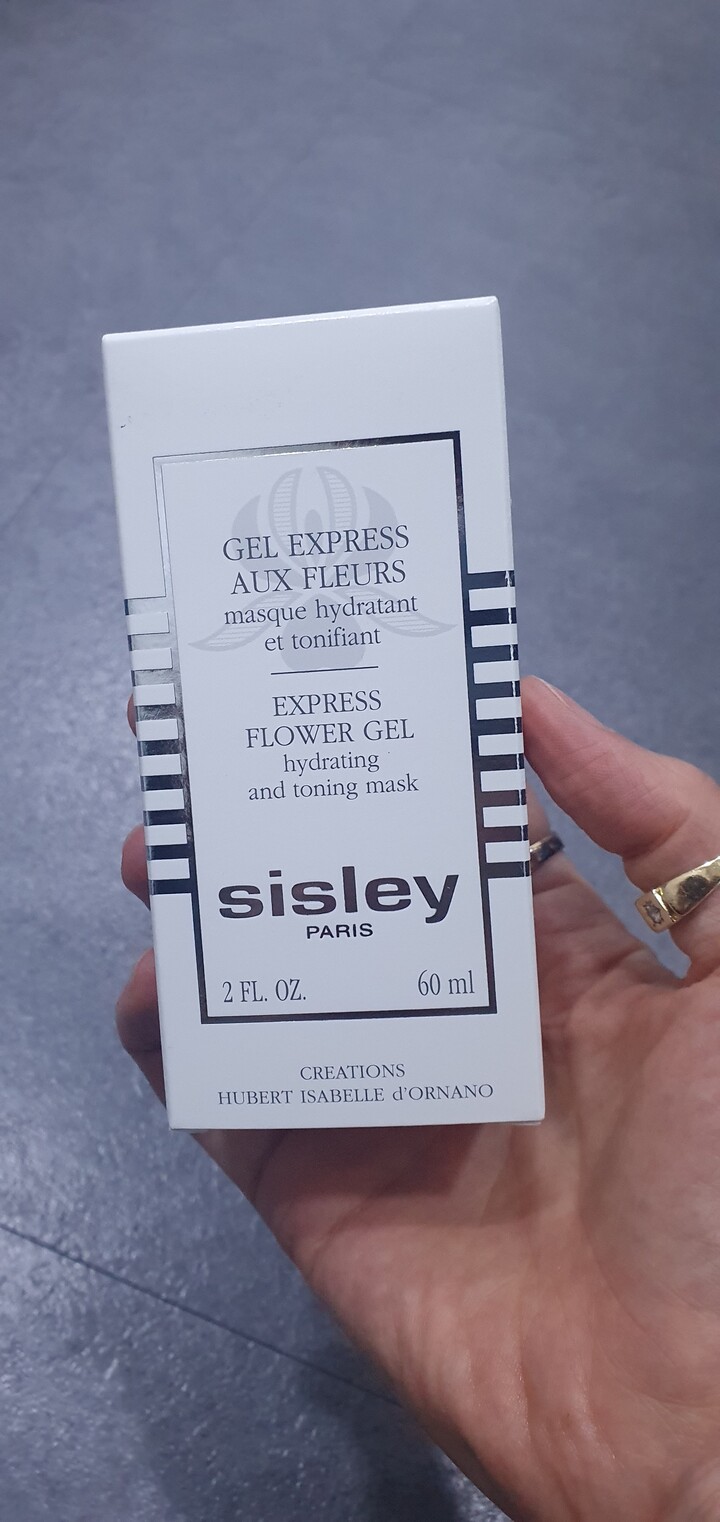 GEL EXPRESS
AUX FLEURS
masque hydratant
et tonifiant
EXPRESS
FLOWER GEL
hydrating
and toning mask
sisley
PARIS
2 FL. OZ. 60 ml
CREATIONS
HUBERT ISABELLE d'ORNANO